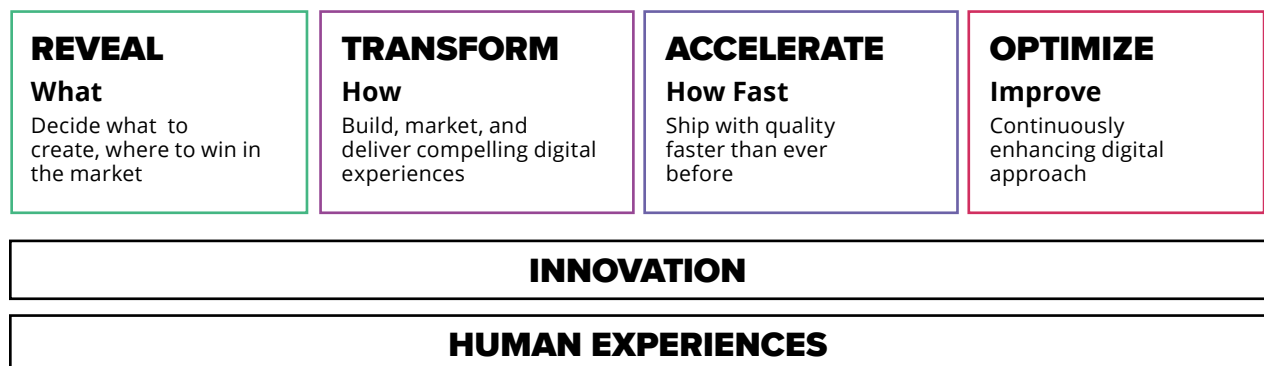 REVEAL
What
Decide what to
create, where to win in
the market
TRANSFORM
How
Build, market, and
deliver compelling digital
experiences
ACCELERATE
How Fast
Ship with quality
faster than ever
before
OPTIMIZE
Improve
Continuously
enhancing digital
approach
INNOVATION
HUMAN EXPERIENCES